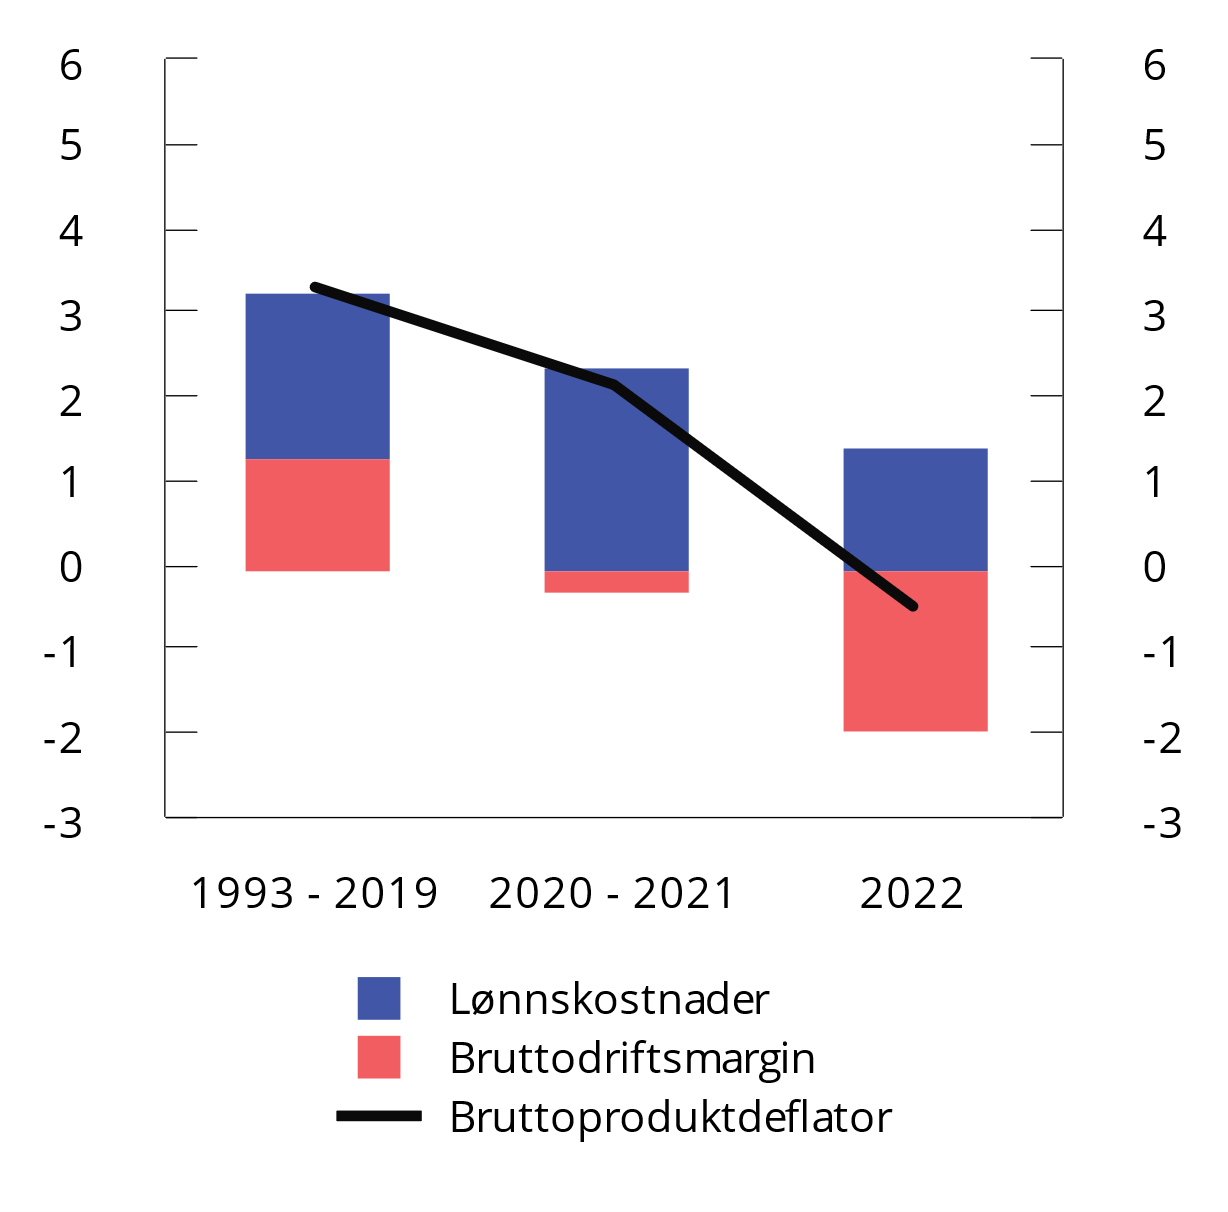 6 6
5 5
4 4
3 3
2 2
1 1
0 0
-1 -1
-2 -2
-3 -3
1993 - 2019 2020 - 2021 2022
Lønnskostnader
Bruttodriftsmargin
Bruttoproduktdeflator